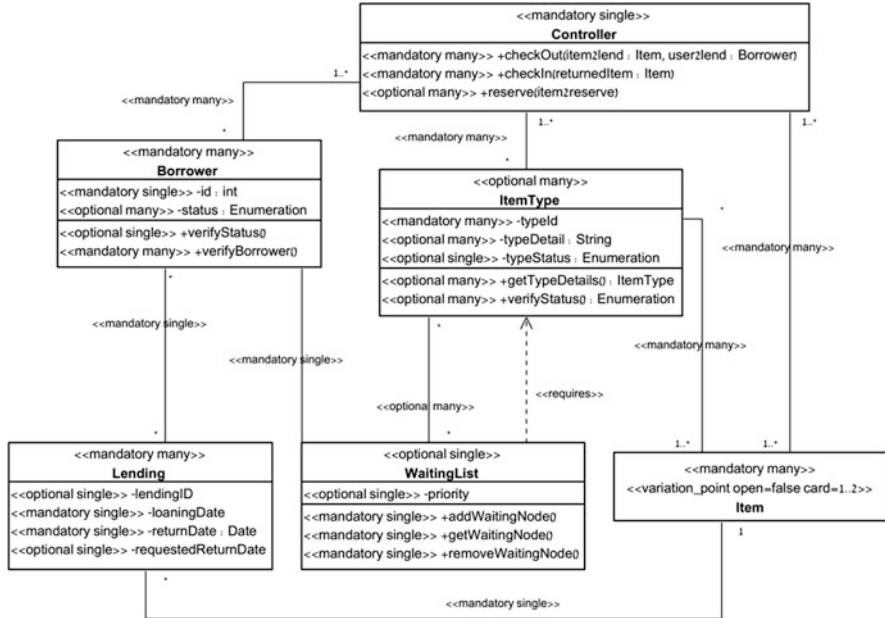 <<mandatory single>>
Controller
<<mandatory many>> +checkOut(item2lend : Item, user2lend : Borrower)
<<mandatory many>> +checkIn(returnedItem : Item)
<<optional many>> +reserve(item2reserve)
1..*
<<mandatory many>>
*
1..*
<<mandatory many>>
*
1..*
<<mandatory many>>
Borrower
<<mandatory single>> -id : int
<<optional many>> -status : Enumeration
<<optional single>> +verifyStatus()
<<mandatory many>> +verifyBorrower()
*
<<optional many>>
ItemType
<<mandatory many>> -typeId
<<optional many>> -typeDetail : String
<<optional single>> -typeStatus : Enumeration
<<optional many>> +getTypeDetails() : ItemType
<<optional many>> +verifyStatus() : Enumeration
*
*
<<mandatory many>>
<<mandatory single>>
<<mandatory single>>
<<mandatory many>>
<<optional many>>
<<requires>>
*
*
1..*
1..*
<<mandatory many>>
Lending
<<optional single>> -lendingID
<<mandatory single>> -loaningDate
<<mandatory single>> -returnDate : Date
<<optional single>> -requestedReturnDate
*
<<optional single>>
WaitingList
<<optional single>> -priority
<<mandatory single>> +addWaitingNode()
<<mandatory single>> +getWaitingNode()
<<mandatory single>> +removeWaitingNode()
<<mandatory many>>
<<variation_point open=false card=1..2>>
Item
1
<<mandatory single>>